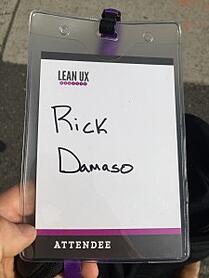 LEAN UX
Rick
Damaso
ATTENDEE